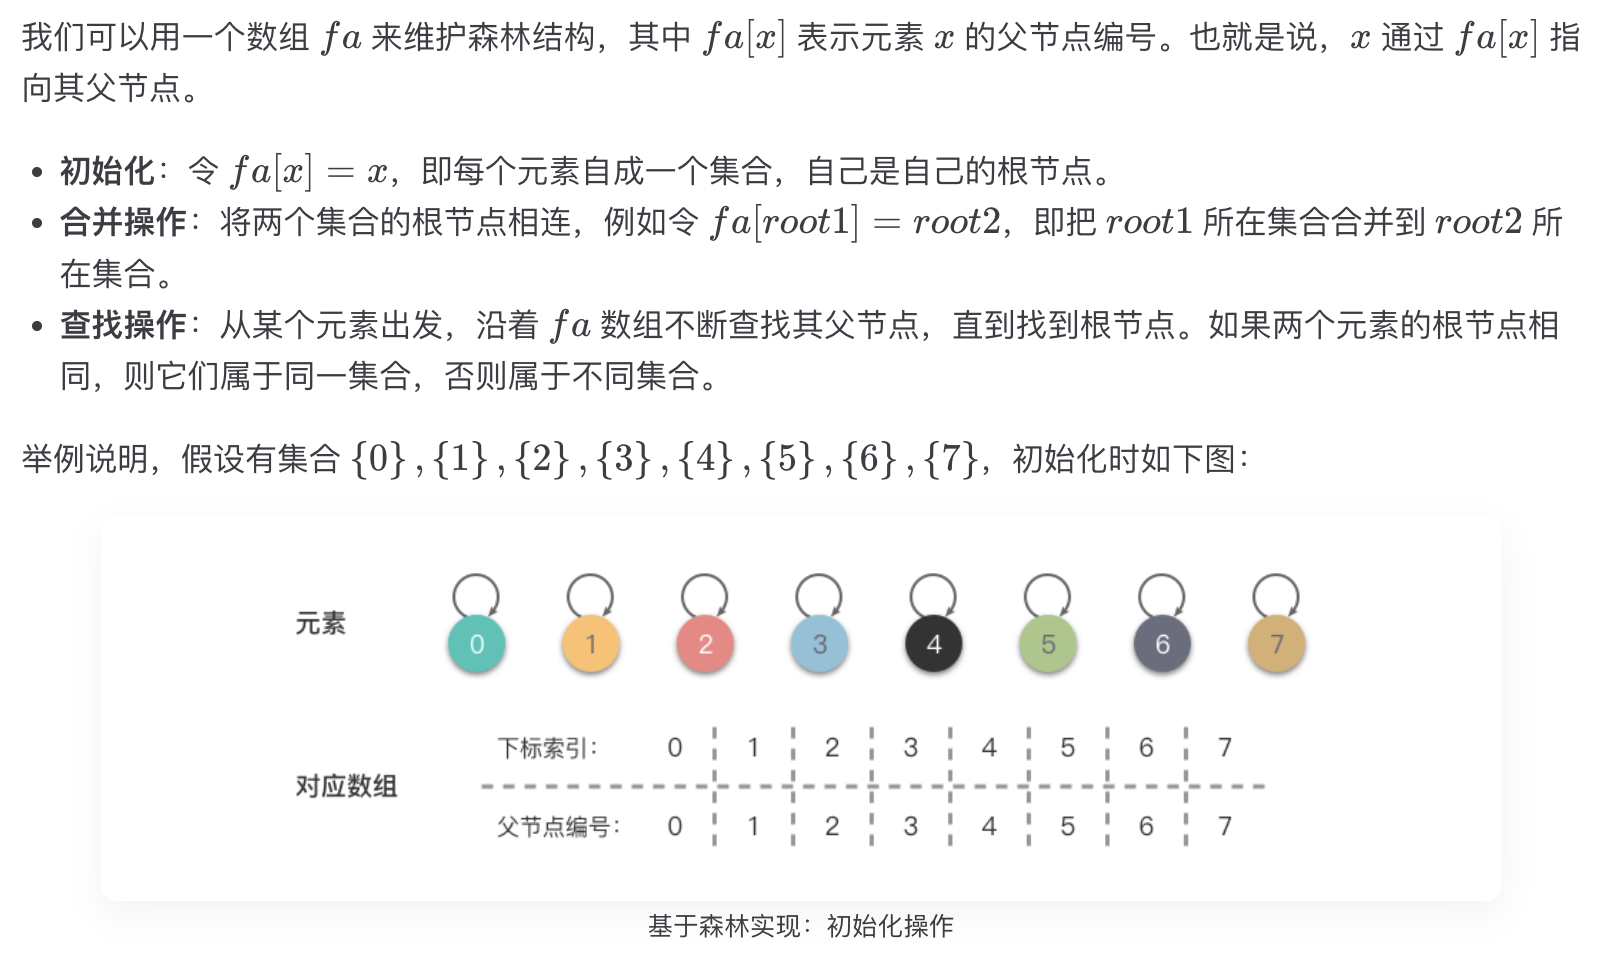 我们可以用一个数组 fa 来维护森林结构，其中 fa[x] 表示元素 x 的父节点编号。也就是说，x 通过 fa[x] 指
向其父节点。
• 初始化：令 fa[x] = x，即每个元素自成一个集合，自己是自己的根节点。
• 合并操作：将两个集合的根节点相连，例如令 fa[root1] = root2，即把 root1 所在集合合并到 root2 所
在集合。
• 查找操作：从某个元素出发，沿着 fa 数组不断查找其父节点，直到找到根节点。如果两个元素的根节点相
同，则它们属于同一集合，否则属于不同集合。
举例说明，假设有集合 {0} , {1} , {2} , {3} , {4} , {5} , {6} , {7}，初始化时如下图：
元素 0 1 2 3 4 5 6 7
下标索引： 0 1 2 3 4 5 6 7
对应数组
父节点编号： 0 1 2 3 4 5 6 7
基于森林实现：初始化操作